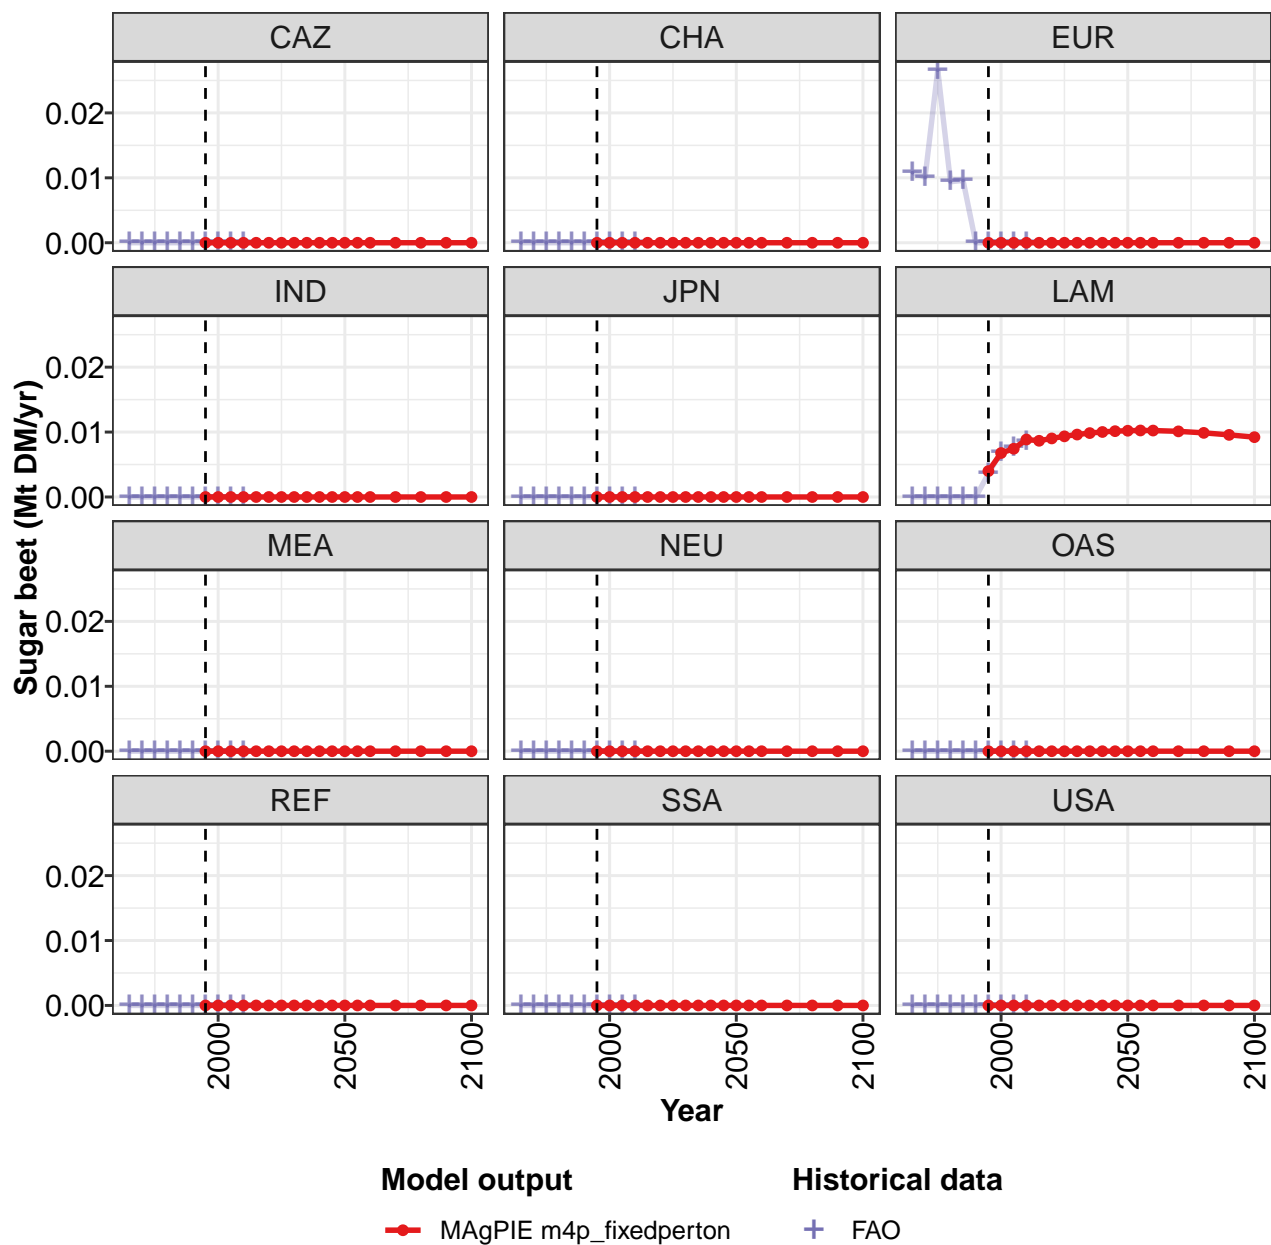 CAZ CHA EUR
0.02
0.01
0.00
IND JPN LAM
0.02
0.01
0.00
MEA NEU OAS
0.02
0.01
0.00
REF SSA USA
0.02
0.01
0.00
Sugar beet (Mt DM/yr)
2000 2050 2100 2000 2050 2100 2000 2050 2100
Year
Model output Historical data
MAgPIE m4p_fixedperton FAO